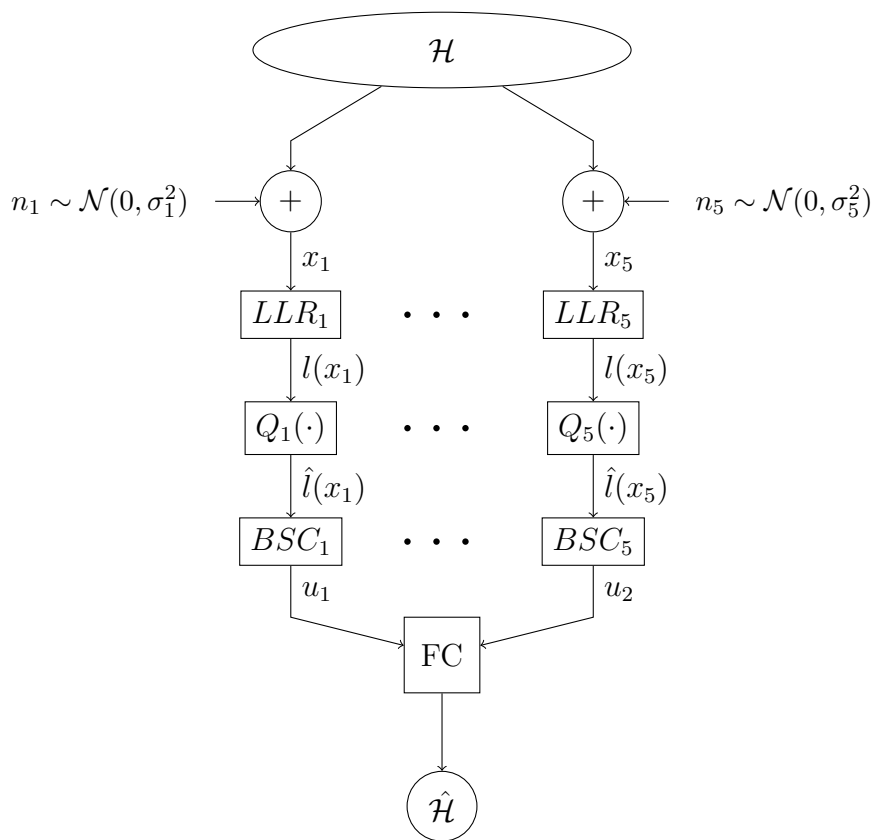 ℋ
n₁ ∼ 𝒩(0, σ₁²) + + n₅ ∼ 𝒩(0, σ₅²)
x₁ x₅
LLR₁ · · · LLR₅
l(x₁) l(x₅)
Q₁(·) · · · Q₅(·)
l̂(x₁) l̂(x₅)
BSC₁ · · · BSC₅
u₁ u₂
FC
ℋ̂